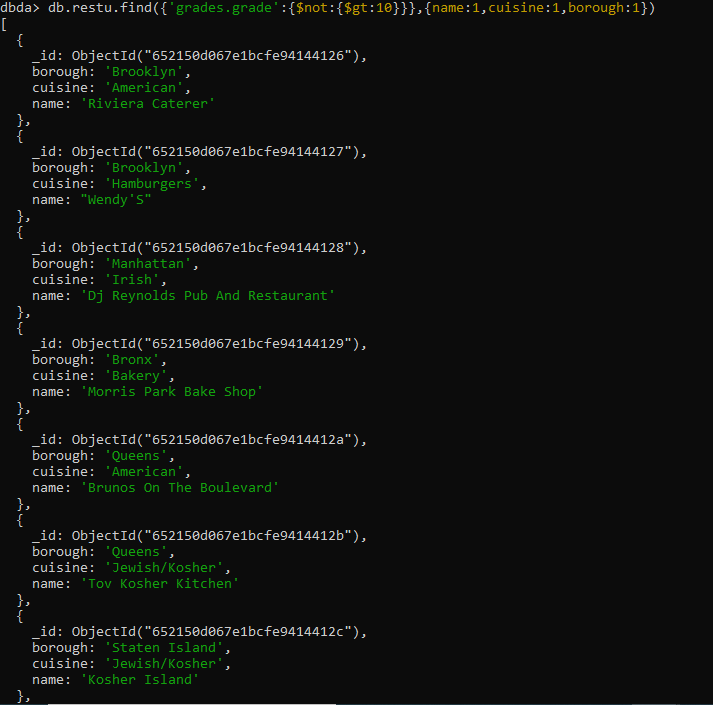 dbda> db.restu.find({'grades.grade':{$not:{$gt:10}}},{name:1,cuisine:1,borough:1})
[
  {
    _id: ObjectId("652150d067e1bcfe94144126"),
    borough: 'Brooklyn',
    cuisine: 'American',
    name: 'Riviera Caterer'
  },
  {
    _id: ObjectId("652150d067e1bcfe94144127"),
    borough: 'Brooklyn',
    cuisine: 'Hamburgers',
    name: "Wendy'S"
  },
  {
    _id: ObjectId("652150d067e1bcfe94144128"),
    borough: 'Manhattan',
    cuisine: 'Irish',
    name: 'Dj Reynolds Pub And Restaurant'
  },
  {
    _id: ObjectId("652150d067e1bcfe94144129"),
    borough: 'Bronx',
    cuisine: 'Bakery',
    name: 'Morris Park Bake Shop'
  },
  {
    _id: ObjectId("652150d067e1bcfe9414412a"),
    borough: 'Queens',
    cuisine: 'American',
    name: 'Brunos On The Boulevard'
  },
  {
    _id: ObjectId("652150d067e1bcfe9414412b"),
    borough: 'Queens',
    cuisine: 'Jewish/Kosher',
    name: 'Tov Kosher Kitchen'
  },
  {
    _id: ObjectId("652150d067e1bcfe9414412c"),
    borough: 'Staten Island',
    cuisine: 'Jewish/Kosher',
    name: 'Kosher Island'
  },